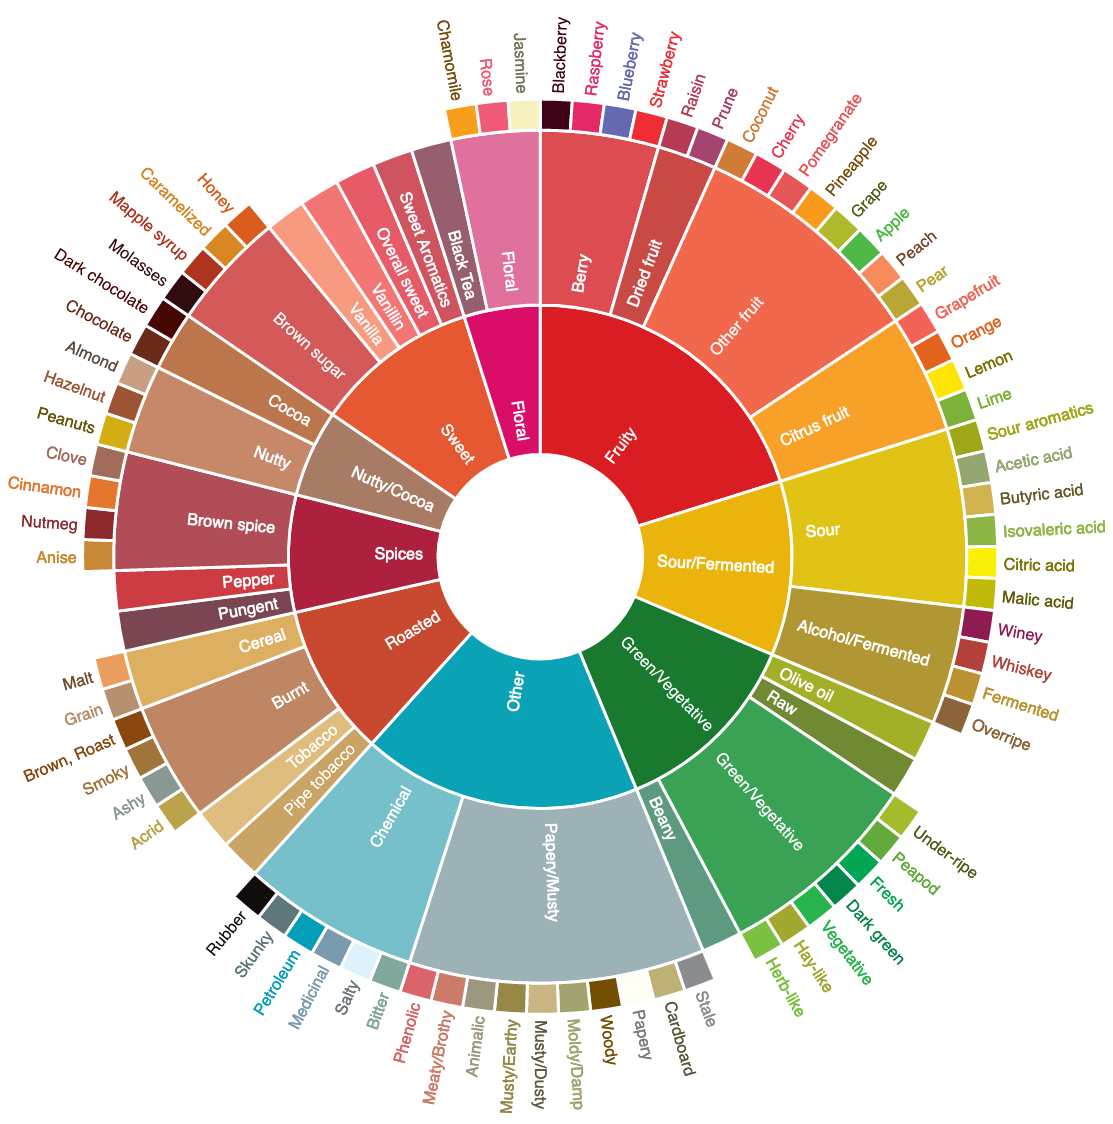 Blackberry
Raspberry
Blueberry
Strawberry
Raisin
Prune
Coconut
Cherry
Pomegranate
Pineapple
Grape
Apple
Peach
Pear
Grapefruit
Orange
Lemon
Lime
Sour aromatics
Acetic acid
Butyric acid
Isovaleric acid
Citric acid
Malic acid
Winey
Whiskey
Fermented
Overripe
Under-ripe
Peapod
Fresh
Dark green
Vegetative
Hay-like
Herb-like
Stale
Cardboard
Papery
Woody
Moldy/Damp
Musty/Dusty
Musty/Earthy
Animalic
Meaty/Brothy
Phenolic
Bitter
Salty
Medicinal
Petroleum
Skunky
Rubber
Acrid
Ashy
Smoky
Brown, Roast
Grain
Malt
Anise
Nutmeg
Cinnamon
Clove
Peanuts
Hazelnut
Almond
Chocolate
Dark chocolate
Molasses
Mapple syrup
Caramelized
Honey
Chamomile
Rose
Jasmine
Berry
Dried fruit
Other fruit
Citrus fruit
Sour
Alcohol/Fermented
Olive oil
Raw
Green/Vegetative
Beany
Papery/Musty
Chemical
Pipe tobacco
Tobacco
Burnt
Cereal
Pungent
Pepper
Brown spice
Nutty
Cocoa
Brown sugar
Vanilla
Vanillin
Overall sweet
Sweet Aromatics
Black Tea
Floral
Fruity
Sour/Fermented
Green/Vegetative
Other
Roasted
Spices
Nutty/Cocoa
Sweet
Floral